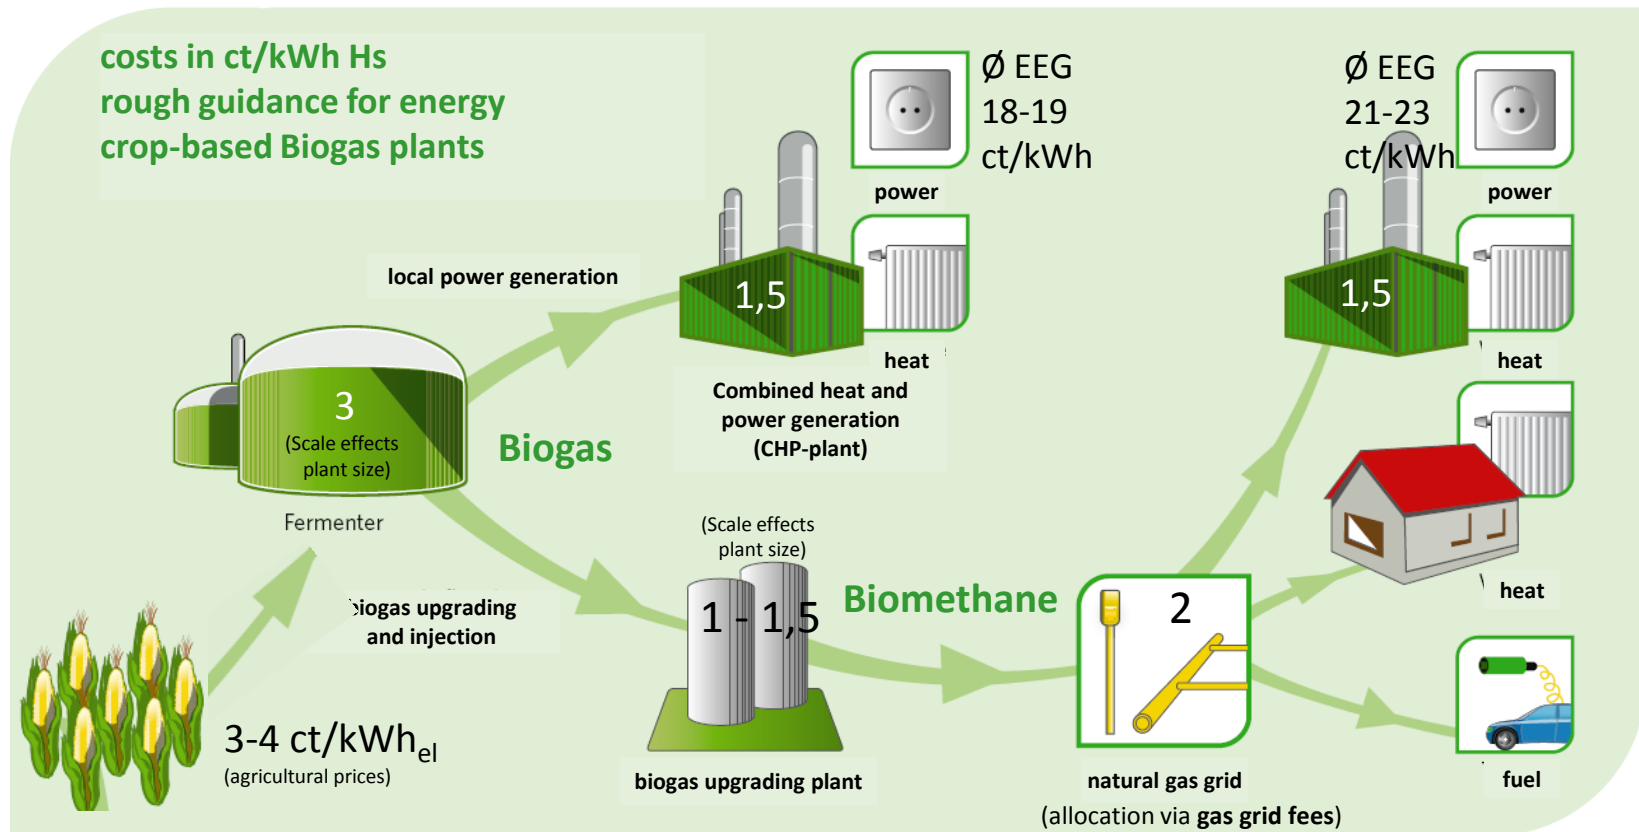 costs in ct/kWh Hs
rough guidance for energy
crop-based Biogas plants
Ø EEG
18-19
ct/kWh
power
Ø EEG
21-23
ct/kWh
power
local power generation
1,5
heat
1,5
heat
Combined heat and
power generation
(CHP-plant)
3
(Scale effects
plant size)
Biogas
Fermenter
(Scale effects
plant size)
biogas upgrading
and injection
1 - 1,5
Biomethane
2
heat
3-4 ct/kWhel
(agricultural prices)
biogas upgrading plant
natural gas grid
(allocation via gas grid fees)
fuel